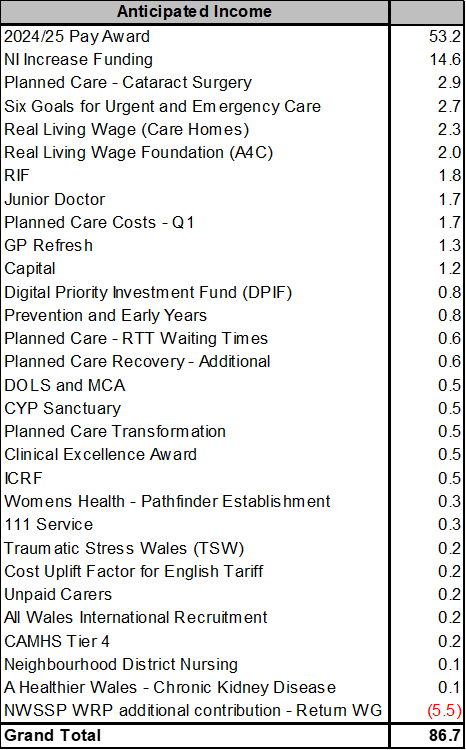 Anticipated Income
2024/25 Pay Award 53.2
NI Increase Funding 14.6
Planned Care - Cataract Surgery 2.9
Six Goals for Urgent and Emergency Care 2.7
Real Living Wage (Care Homes) 2.3
Real Living Wage Foundation (A4C) 2.0
RIF 1.8
Junior Doctor 1.7
Planned Care Costs - Q1 1.7
GP Refresh 1.3
Capital 1.2
Digital Priority Investment Fund (DPIF) 0.8
Prevention and Early Years 0.8
Planned Care - RTT Waiting Times 0.6
Planned Care Recovery - Additional 0.6
DOLS and MCA 0.5
CYP Sanctuary 0.5
Planned Care Transformation 0.5
Clinical Excellence Award 0.5
ICRF 0.5
Womens Health - Pathfinder Establishment 0.3
111 Service 0.3
Traumatic Stress Wales (TSW) 0.2
Cost Uplift Factor for English Tariff 0.2
Unpaid Carers 0.2
All Wales International Recruitment 0.2
CAMHS Tier 4 0.2
Neighbourhood District Nursing 0.1
A Healthier Wales - Chronic Kidney Disease 0.1
NWSSP WRP additional contribution - Return WG (5.5)
Grand Total 86.7